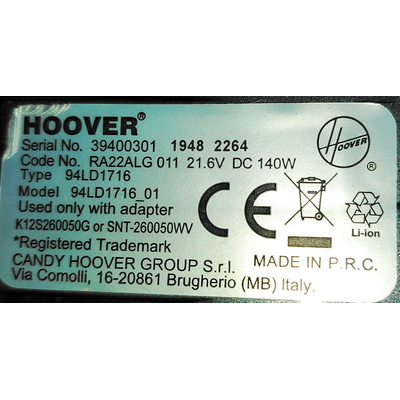 HOOVER®
HOOVER
Serial No. 39400301 1948 2264
Code No. RA22ALG 011 21.6V DC 140W
Type 94LD1716
Model 94LD1716_01
Used only with adapter
K12S260050G or SNT-260050WV
*Registered Trademark
Li-ion
CANDY HOOVER GROUP S.r.l.
MADE IN P.R.C.
Via Comolli, 16-20861 Brugherio (MB) Italy.